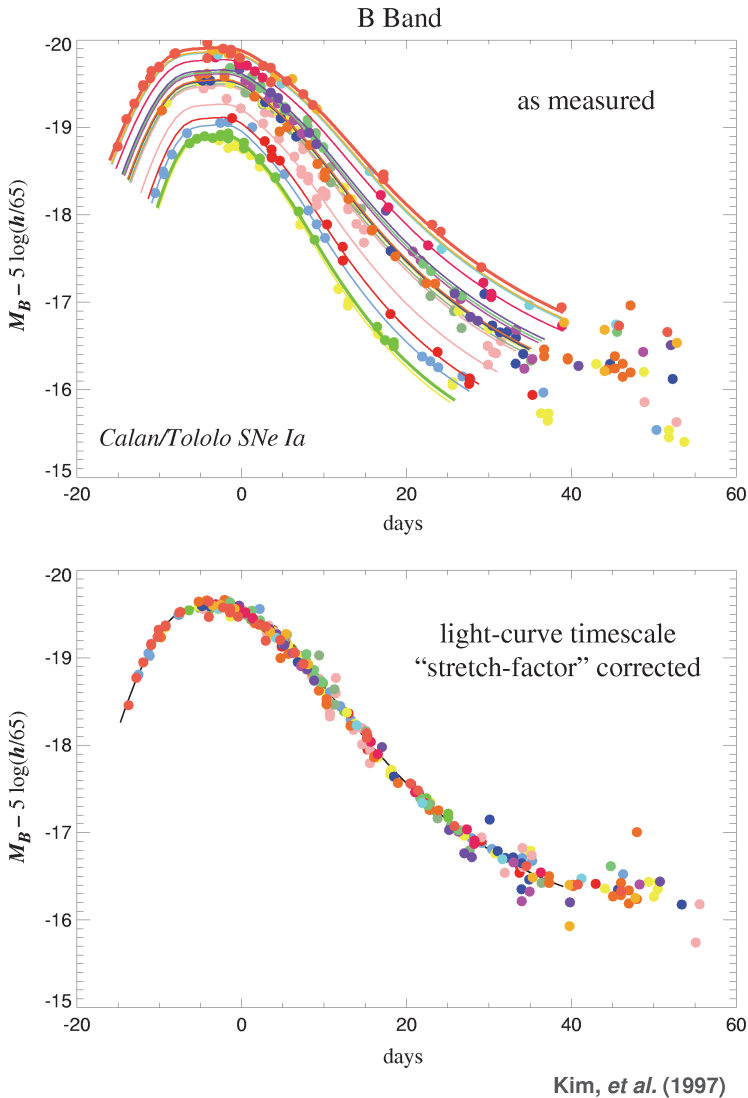 B Band
-20
as measured
-19
-18
-17
-16
-15
M_B – 5 log(h/65)
Calan/Tololo SNe Ia
-20 0 20 40 60
days
-20
light-curve timescale
“stretch-factor” corrected
-19
-18
-17
-16
-15
M_B – 5 log(h/65)
-20 0 20 40 60
days
Kim, et al. (1997)